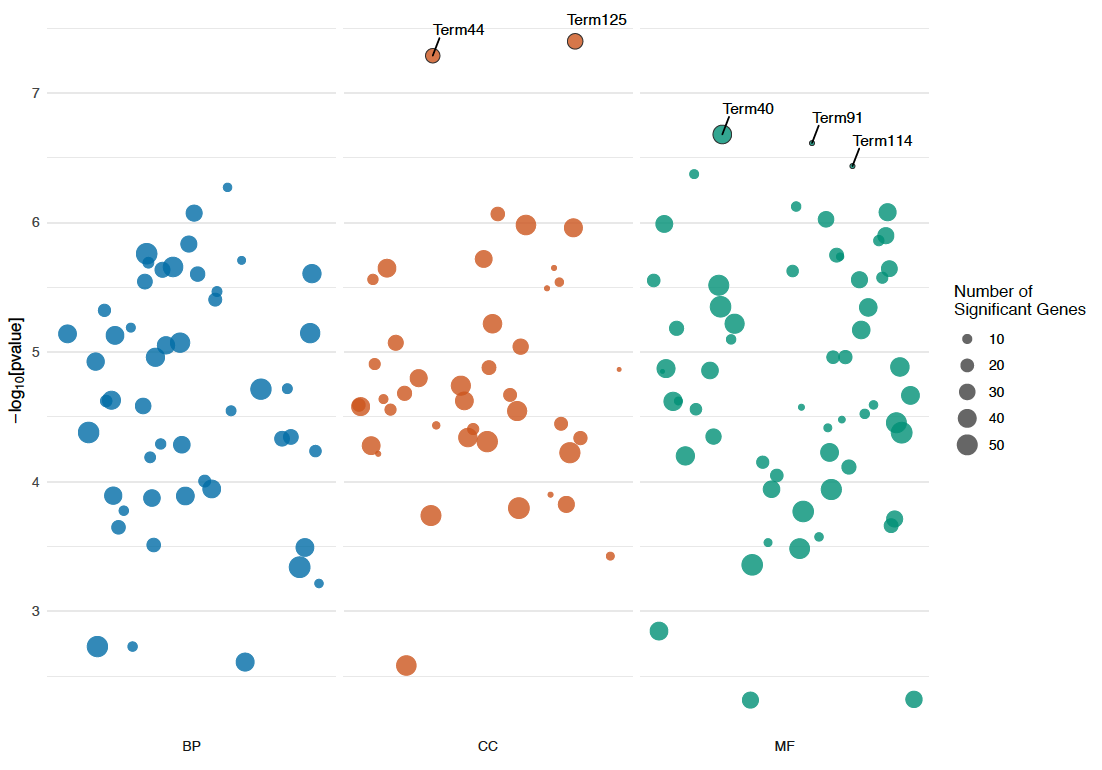 Term125
Term44
7
Term40
Term91
Term114
6
Number of
Significant Genes
10
20
30
40
50
5
−log10[pvalue]
4
3
BP
CC
MF